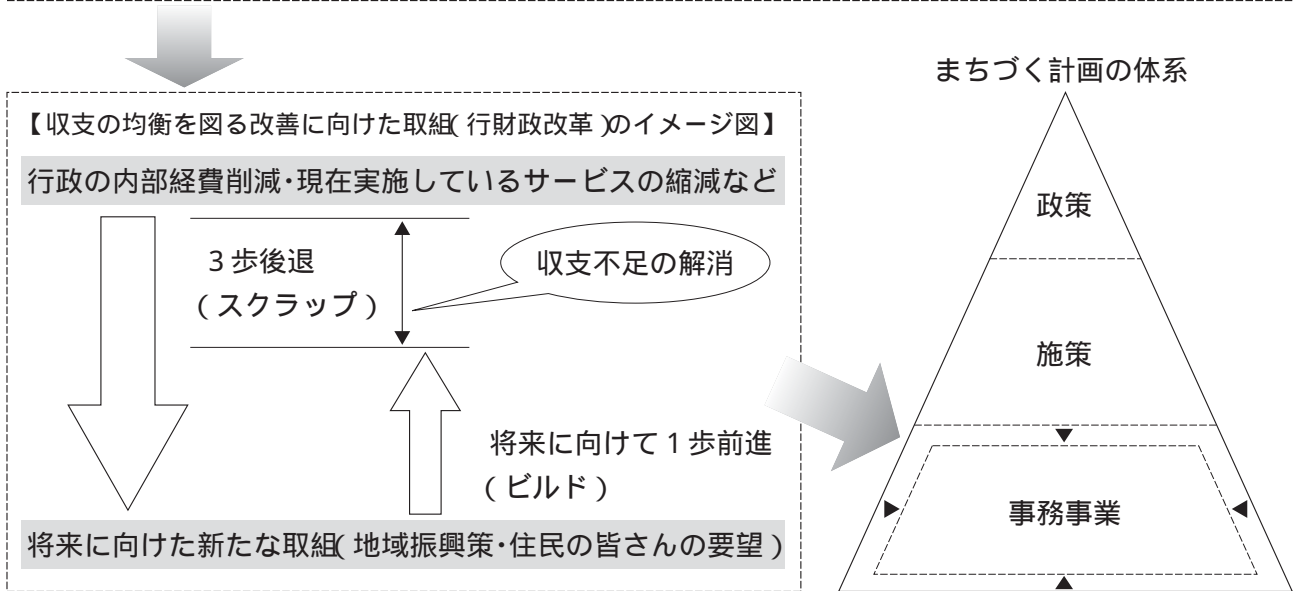 【収支の均衡を図る改善に向けた取組(行財政改革)のイメージ図】
行政の内部経費削減・現在実施しているサービスの縮減など
3歩後退
(スクラップ)
収支不足の解消
将来に向けて1歩前進
(ビルド)
将来に向けた新たな取組(地域振興策・住民の皆さんの要望)
まちづく計画の体系
政策
施策
事務事業